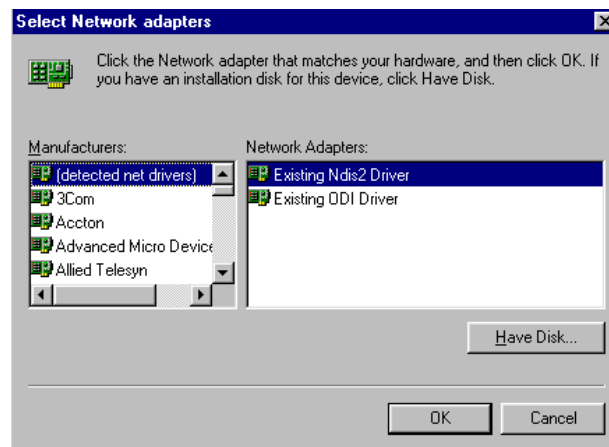 Select Network adapters
Click the Network adapter that matches your hardware, and then click OK. If
you have an installation disk for this device, click Have Disk.
Manufacturers:
(detected net drivers)
3Com
Accton
Advanced Micro Device
Allied Telesyn
Network Adapters:
Existing Ndis2 Driver
Existing ODI Driver
Have Disk...
OK
Cancel